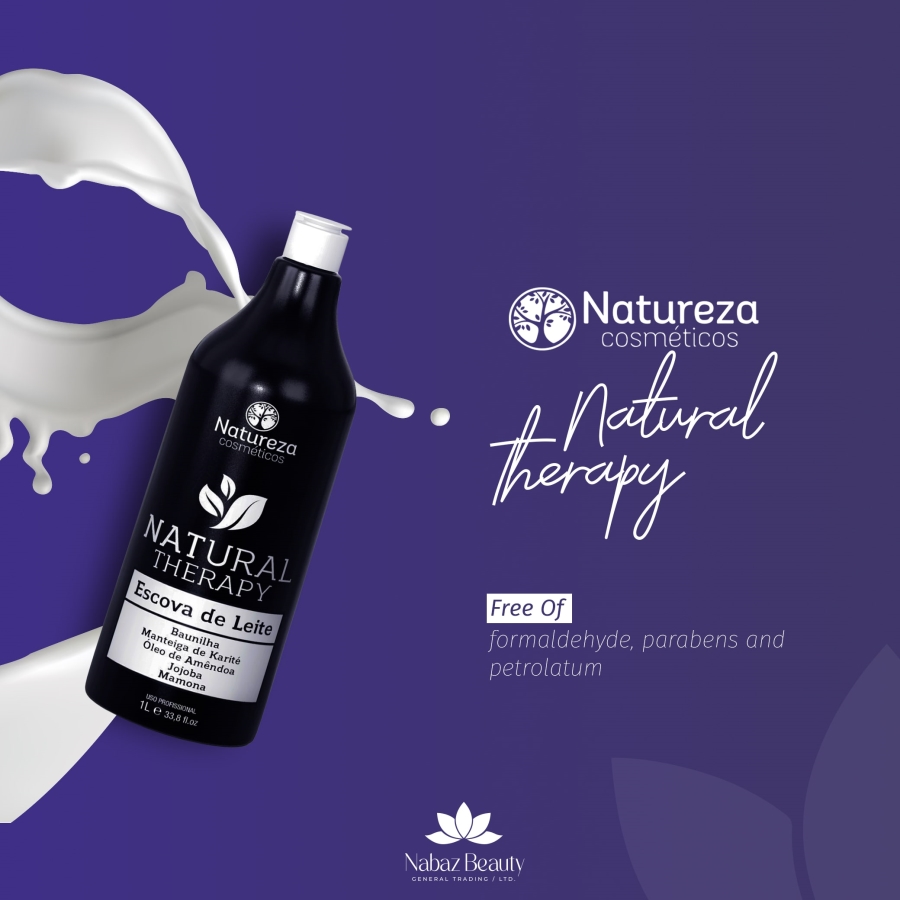 Natureza
cosméticos
NATURAL
THERAPY
Escova de Leite
Baunilha
Manteiga de Karité
Óleo de Amêndoa
Jojoba
Mamona
USO PROFISSIONAL
1L e 33,8 fl.oz
Natureza
cosméticos
Natural
therapy
Free Of
formaldehyde, parabens and
petrolatum
Nabaz Beauty
GENERAL TRADING / LTD.